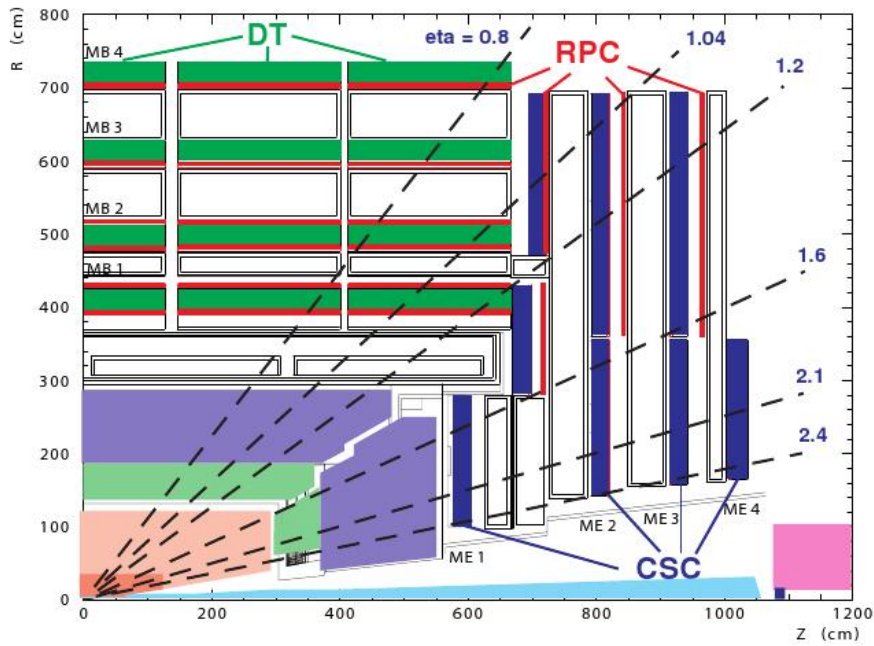 800
R (cm)
MB 4
DT
eta = 0.8
RPC
1.04
1.2
700
MB 3
600
MB 2
500
MB 1
1.6
400
300
2.1
2.4
200
100
ME 1
ME 2
ME 3
ME 4
CSC
0
0
200
400
600
800
1000
1200
Z (cm)